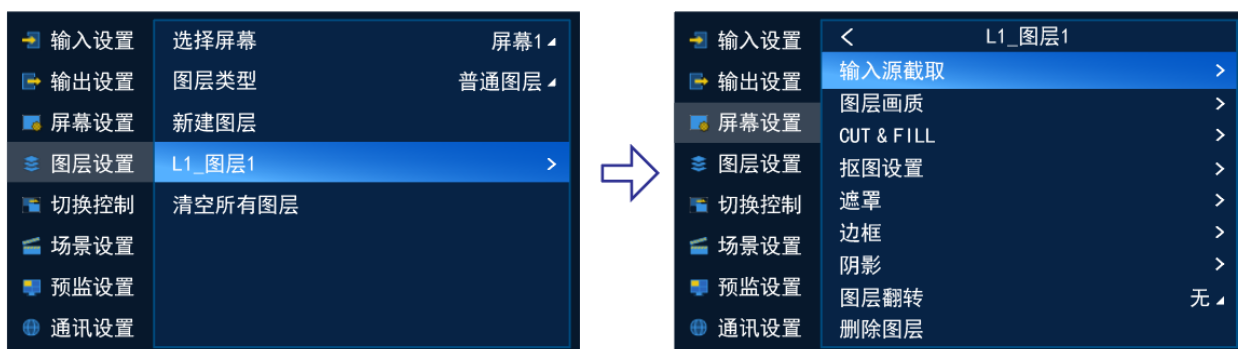 输入设置
输出设置
屏幕设置
图层设置
切换控制
场景设置
预监设置
通讯设置
选择屏幕 屏幕1
图层类型 普通图层
新建图层
L1_图层1 >
清空所有图层
输入设置
输出设置
屏幕设置
图层设置
切换控制
场景设置
预监设置
通讯设置
< L1_图层1
输入源截取 >
图层画质 >
CUT & FILL >
抠图设置 >
遮罩 >
边框 >
阴影 >
图层翻转 无
删除图层